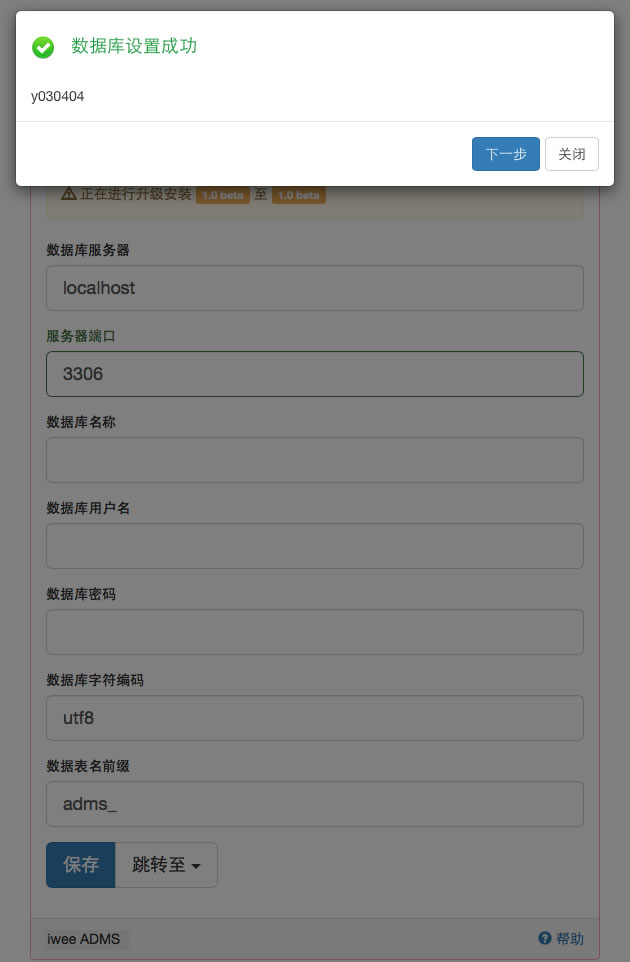 数据库设置成功
y030404
下一步 关闭
正在进行升级安装 1.0 beta 至 1.0 beta
数据库服务器
localhost
服务器端口
3306
数据库名称
数据库用户名
数据库密码
数据库字符编码
utf8
数据表名前缀
adms_
保存 跳转至
iwee ADMS 帮助